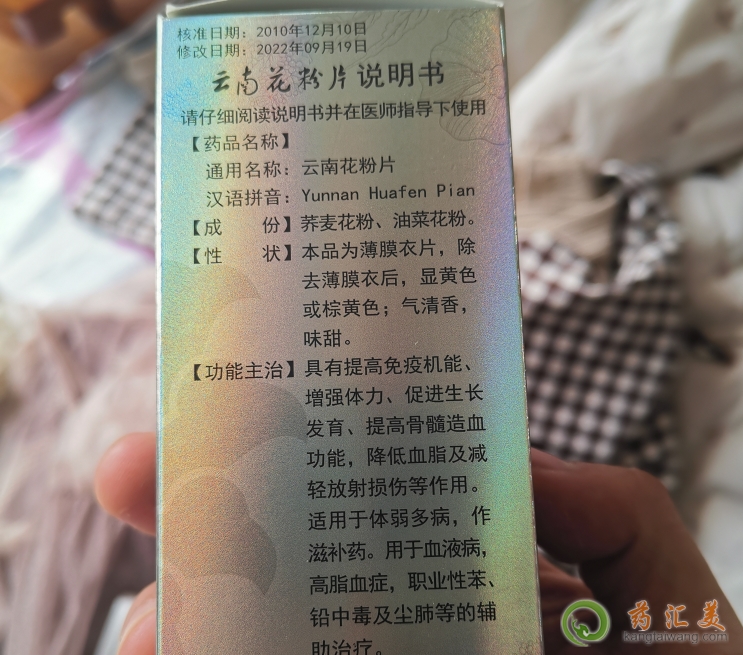 核准日期：2010年12月10日
修改日期：2022年09月19日
云南花粉片说明书
请仔细阅读说明书并在医师指导下使用
【药品名称】
通用名称：云南花粉片
汉语拼音：Yunnan Huafen Pian
【成 份】荞麦花粉、油菜花粉。
【性 状】本品为薄膜衣片，除
去薄膜衣后，显黄色
或棕黄色；气清香，
味甜。
【功能主治】具有提高免疫机能、
增强体力、促进生长
发育、提高骨髓造血
功能，降低血脂及减
轻放射损伤等作用。
适用于体弱多病，作
滋补药。用于血液病，
高脂血症，职业性苯、
铅中毒及尘肺等的辅
助治疗。
药汇美
kangtaiwang.com